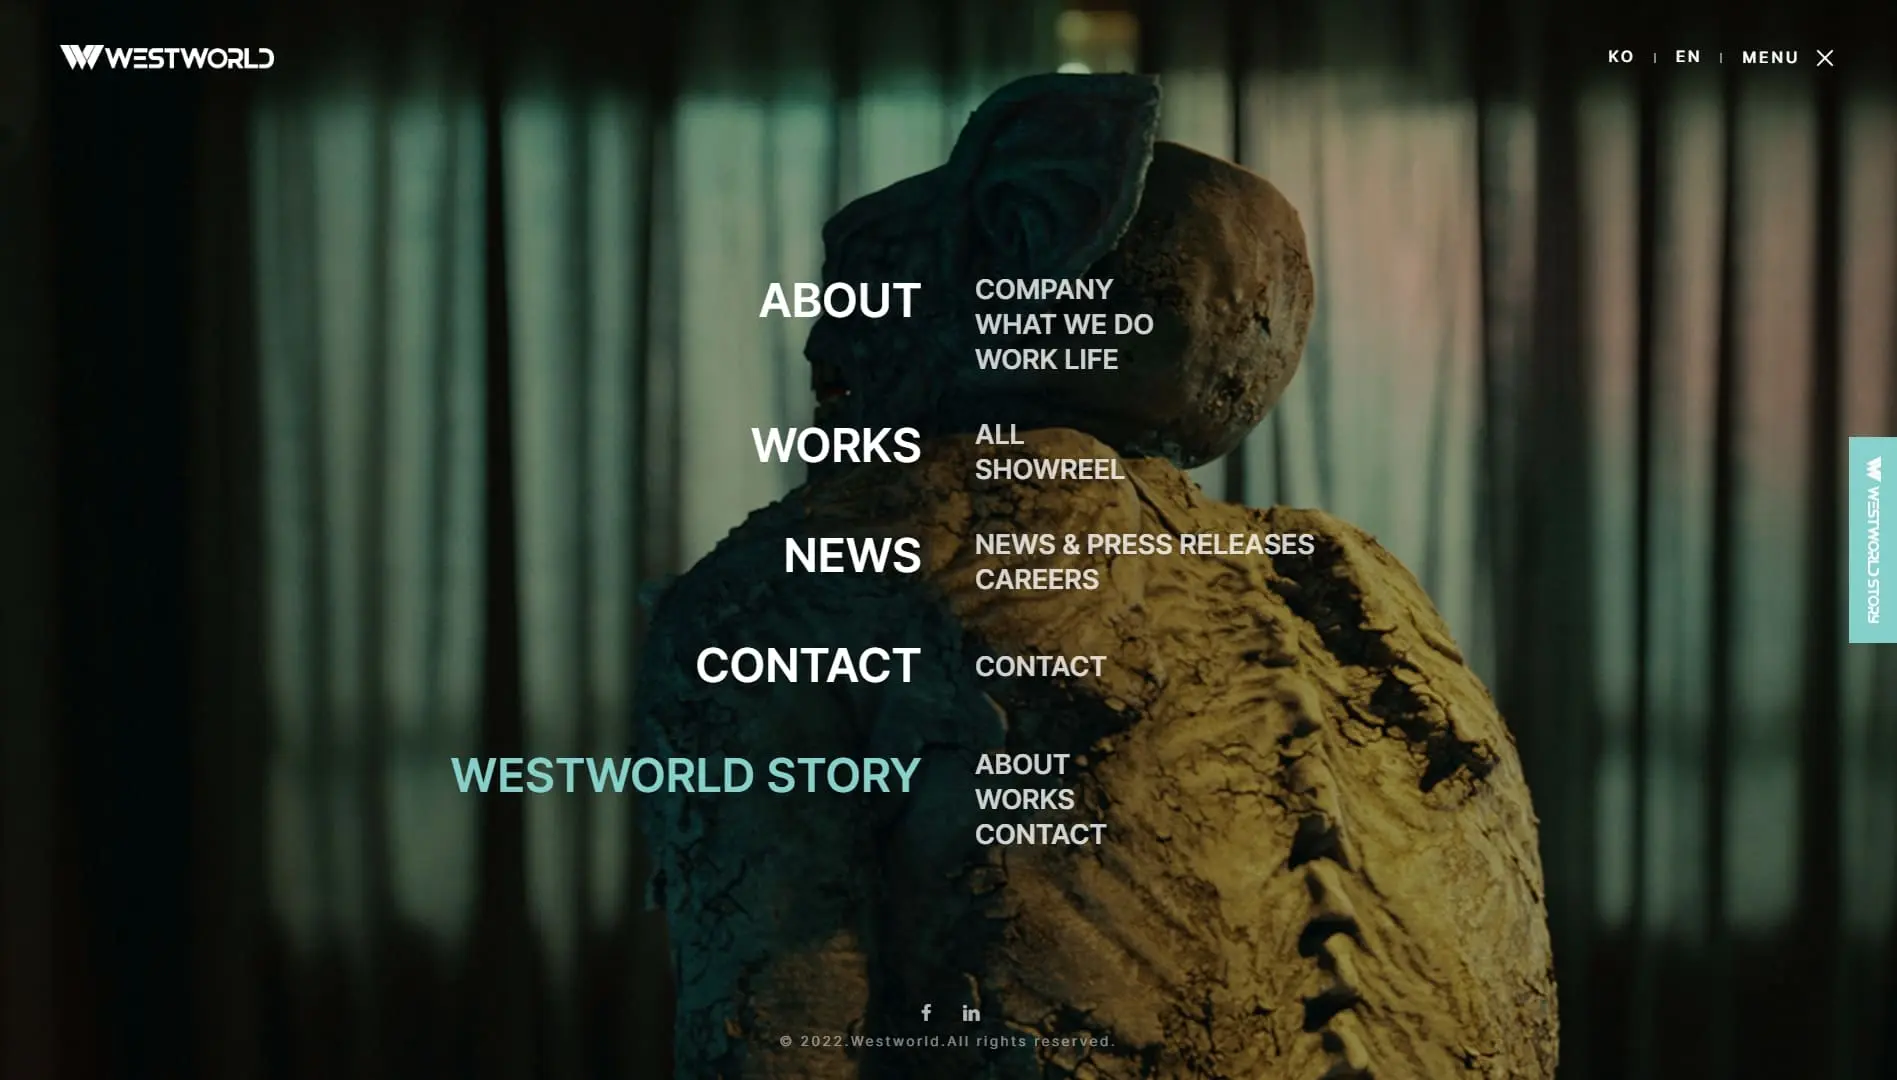 WESTWORLD
KO
EN
MENU
ABOUT
COMPANY
WHAT WE DO
WORK LIFE
WORKS
ALL
SHOWREEL
NEWS
NEWS & PRESS RELEASES
CAREERS
CONTACT
CONTACT
WESTWORLD STORY
ABOUT
WORKS
CONTACT
WESTWORLD STORY
f
in
© 2022.Westworld.All rights reserved.